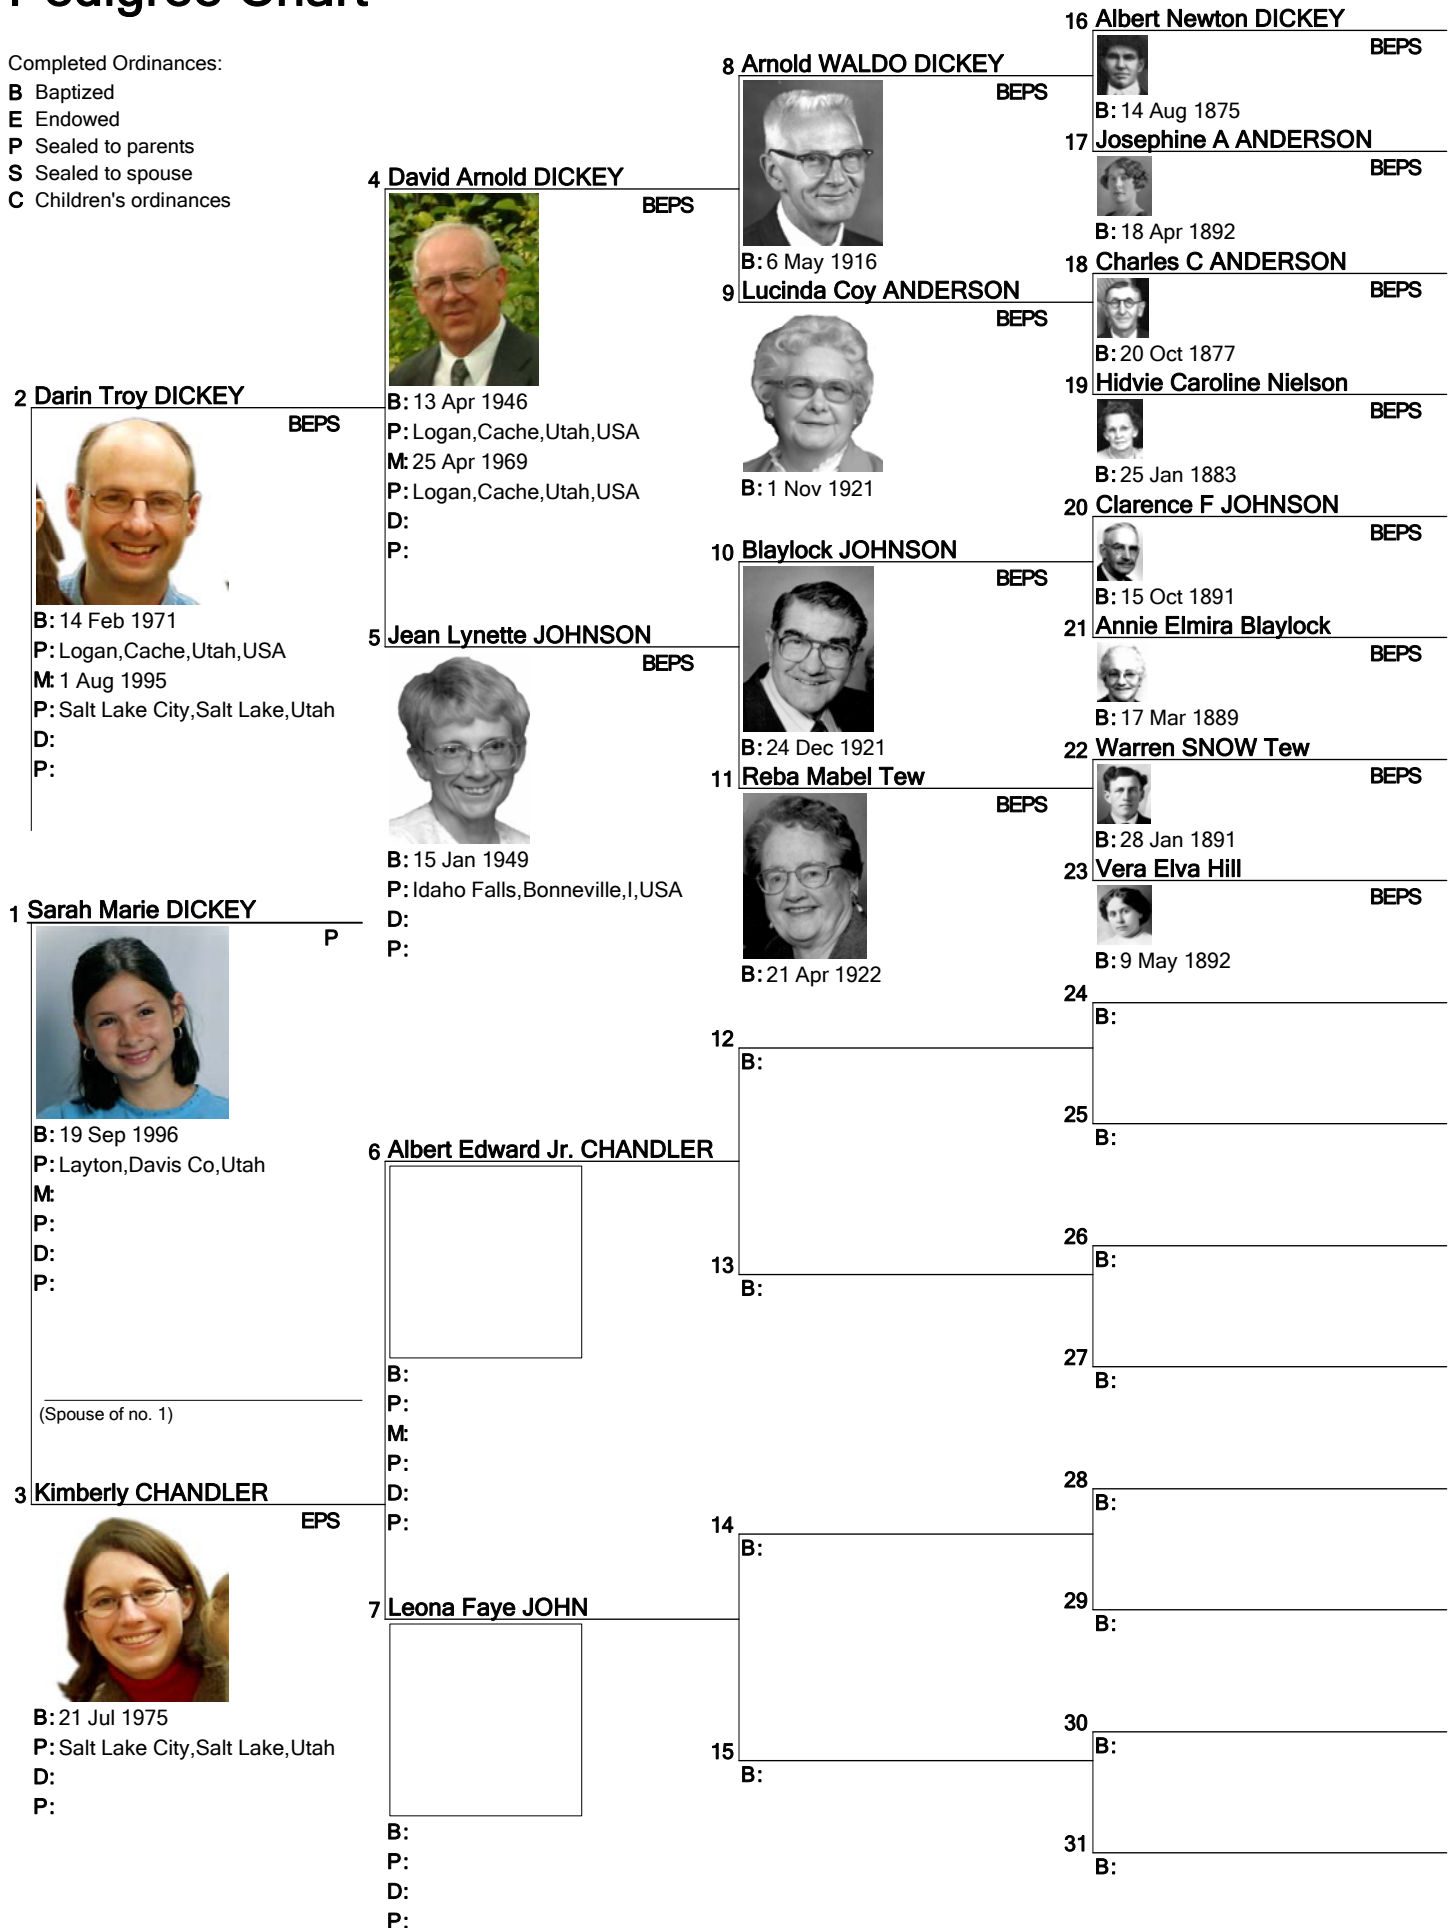 Pedigree Chart
Completed Ordinances:
B Baptized
E Endowed
P Sealed to parents
S Sealed to spouse
C Children's ordinances
1 Sarah Marie DICKEY
P
B: 19 Sep 1996
P: Layton,Davis Co,Utah
M:
P:
D:
P:
(Spouse of no. 1)
2 Darin Troy DICKEY
BEPS
B: 14 Feb 1971
P: Logan,Cache,Utah,USA
M: 1 Aug 1995
P: Salt Lake City,Salt Lake,Utah
D:
P:
3 Kimberly CHANDLER
EPS
B: 21 Jul 1975
P: Salt Lake City,Salt Lake,Utah
D:
P:
4 David Arnold DICKEY
BEPS
B: 13 Apr 1946
P: Logan,Cache,Utah,USA
M: 25 Apr 1969
P: Logan,Cache,Utah,USA
D:
P:
5 Jean Lynette JOHNSON
BEPS
B: 15 Jan 1949
P: Idaho Falls,Bonneville,I,USA
D:
P:
6 Albert Edward Jr. CHANDLER
B:
P:
M:
P:
D:
P:
7 Leona Faye JOHN
B:
P:
D:
P:
8 Arnold WALDO DICKEY
BEPS
B: 6 May 1916
9 Lucinda Coy ANDERSON
BEPS
B: 1 Nov 1921
10 Blaylock JOHNSON
BEPS
B: 24 Dec 1921
11 Reba Mabel Tew
BEPS
B: 21 Apr 1922
12
B:
13
B:
14
B:
15
B:
16 Albert Newton DICKEY
BEPS
B: 14 Aug 1875
17 Josephine A ANDERSON
BEPS
B: 18 Apr 1892
18 Charles C ANDERSON
BEPS
B: 20 Oct 1877
19 Hidvie Caroline Nielson
BEPS
B: 25 Jan 1883
20 Clarence F JOHNSON
BEPS
B: 15 Oct 1891
21 Annie Elmira Blaylock
BEPS
B: 17 Mar 1889
22 Warren SNOW Tew
BEPS
B: 28 Jan 1891
23 Vera Elva Hill
BEPS
B: 9 May 1892
24
B:
25
B:
26
B:
27
B:
28
B:
29
B:
30
B:
31
B: